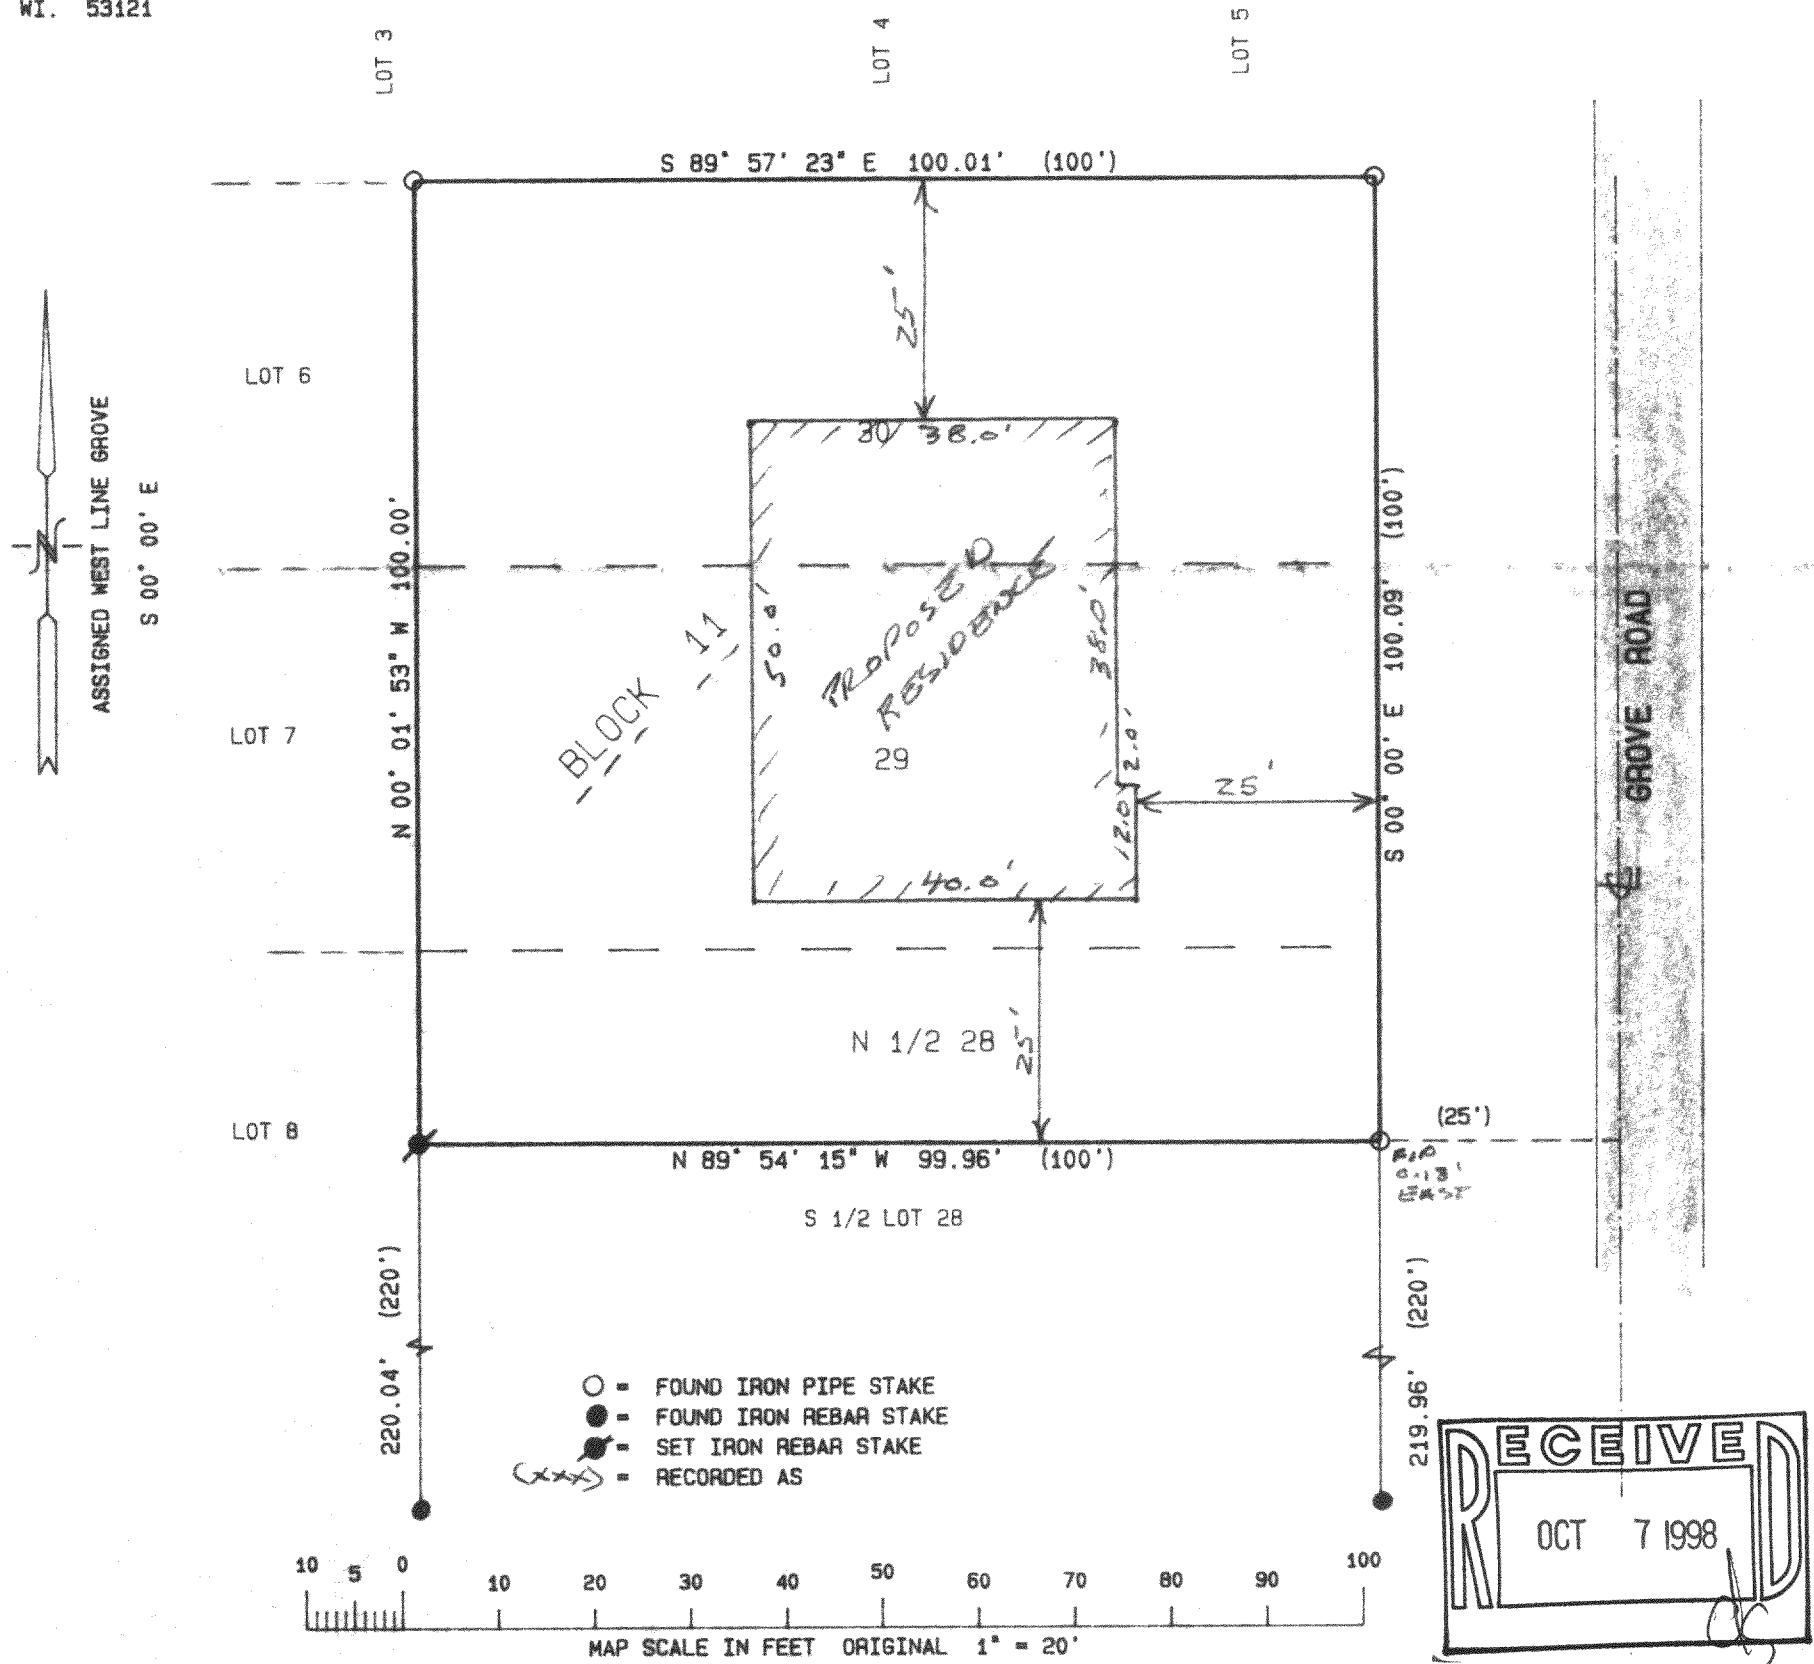 WI. 53121
LOT 3
LOT 4
LOT 5
S 89° 57' 23" E 100.01' (100')
25'
LOT 6
30 38.0'
ASSIGNED WEST LINE GROVE
S 00° 00' E
N
N 00° 01' 53" W 100.00'
S 00° 00' E 100.09' (100')
GROVE ROAD
PROPOSED
RESIDENCE
50.0
38.0'
BLOCK 11
LOT 7
29
2.0'
25'
12.0
40.0'
N 1/2 28
25'
LOT 8
(25')
N 89° 54' 15" W 99.96' (100')
0.13'
EAST
S 1/2 LOT 28
220.04' (220')
219.96' (220')
= FOUND IRON PIPE STAKE
= FOUND IRON REBAR STAKE
= SET IRON REBAR STAKE
(xxx) = RECORDED AS
RECEIVED
OCT 7 1998
10 5 0 10 20 30 40 50 60 70 80 90 100
MAP SCALE IN FEET ORIGINAL 1" = 20'